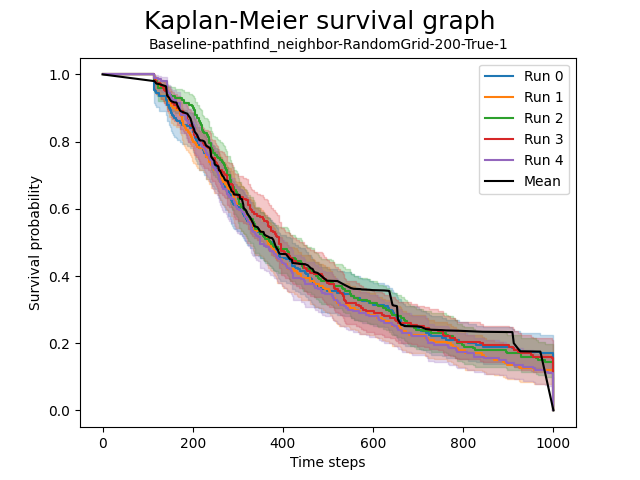 Kaplan-Meier survival graph
Baseline-pathfind_neighbor-RandomGrid-200-True-1
1.0
0.8
0.6
0.4
0.2
0.0
Survival probability
Run 0
Run 1
Run 2
Run 3
Run 4
Mean
0
200
400
600
800
1000
Time steps